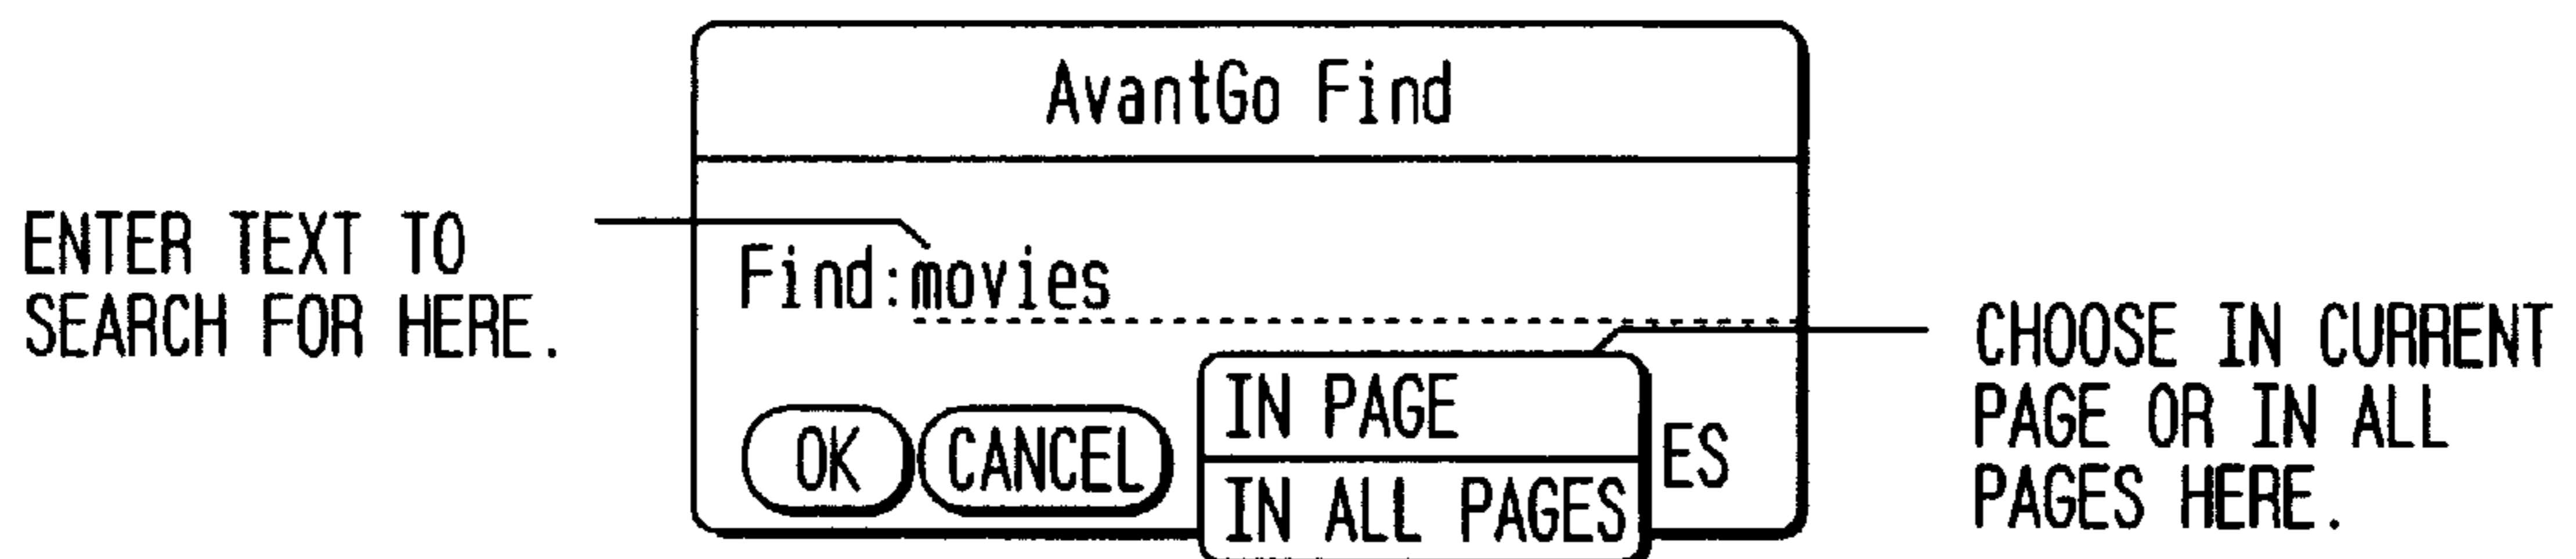 AvantGo Find
ENTER TEXT TO
SEARCH FOR HERE.
Find:movies
CHOOSE IN CURRENT
PAGE OR IN ALL
PAGES HERE.
IN PAGE
OK CANCEL ES
IN ALL PAGES